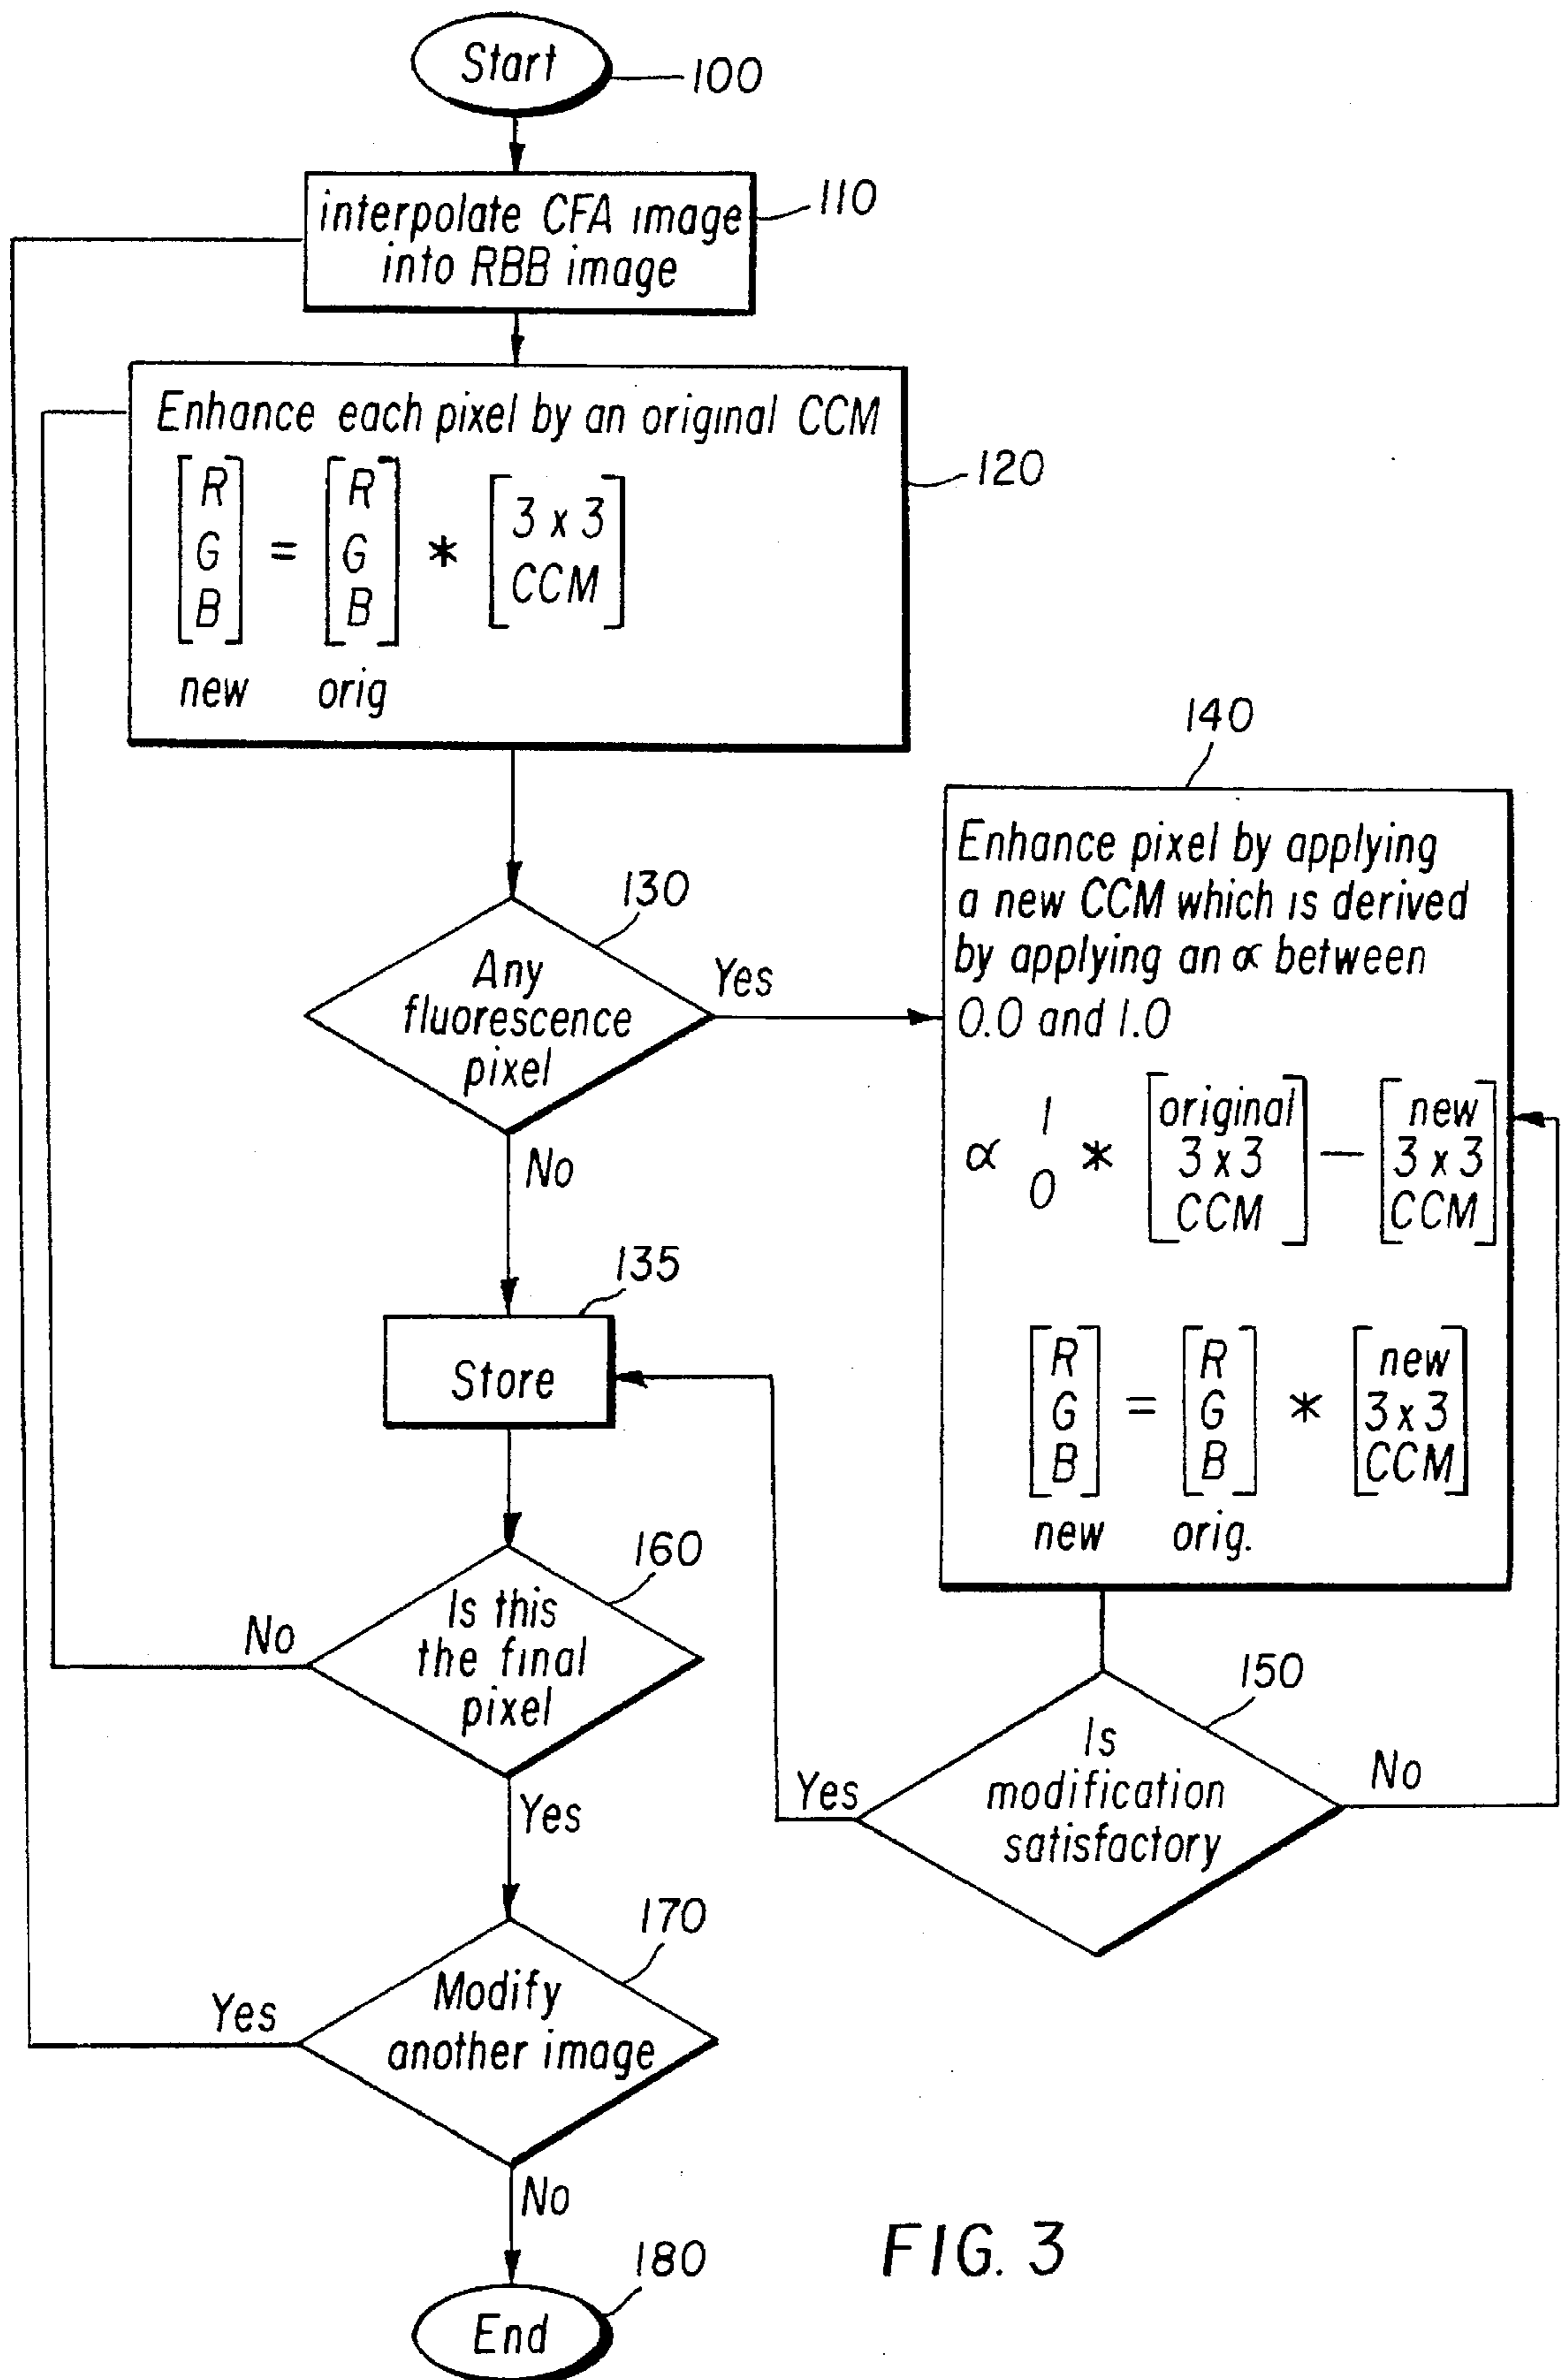 Start
100
interpolate CFA image
into RBB image
110
Enhance each pixel by an original CCM
120
[R G B] = [R G B] * [3 x 3 CCM]
new orig
130
Any
fluorescence
pixel
Yes
No
140
Enhance pixel by applying
a new CCM which is derived
by applying an ∝ between
0.0 and 1.0
∝ 1 0 * [original 3 x 3 CCM] — [new 3 x 3 CCM]
[R G B] = [R G B] * [new 3 x 3 CCM]
new orig.
135
Store
150
Is
modification
satisfactory
Yes
No
160
Is this
the final
pixel
No
Yes
170
Modify
another image
Yes
No
180
End
FIG. 3